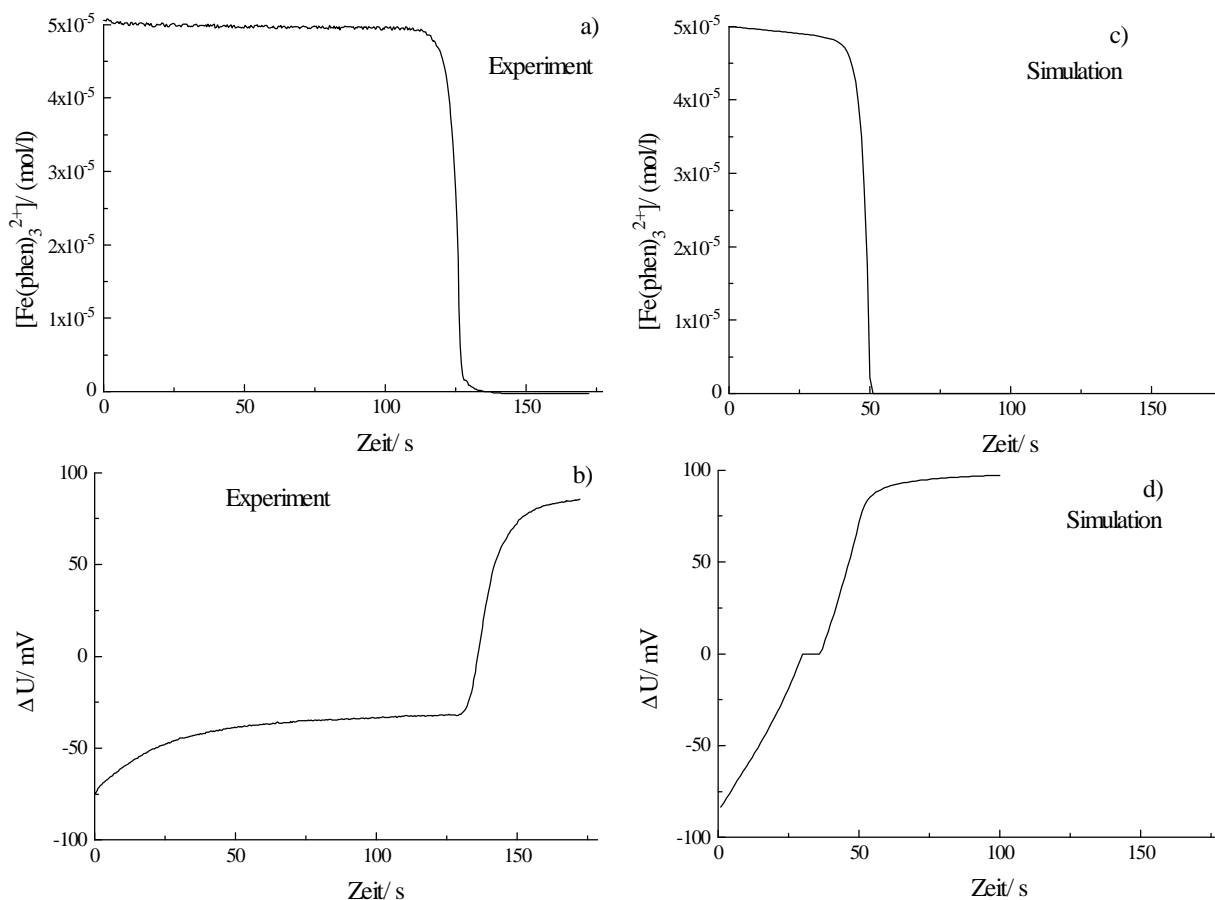 a)
Experiment
[Fe(phen)₃²⁺]/ (mol/l)
5x10⁻⁵
4x10⁻⁵
3x10⁻⁵
2x10⁻⁵
1x10⁻⁵
0
0 50 100 150
Zeit/ s
c)
Simulation
[Fe(phen)₃²⁺]/ (mol/l)
5x10⁻⁵
4x10⁻⁵
3x10⁻⁵
2x10⁻⁵
1x10⁻⁵
0
0 50 100 150
Zeit/ s
b)
Experiment
Δ U/ mV
100
50
0
-50
-100
0 50 100 150
Zeit/ s
d)
Simulation
Δ U/ mV
100
50
0
-50
-100
0 50 100 150
Zeit/ s